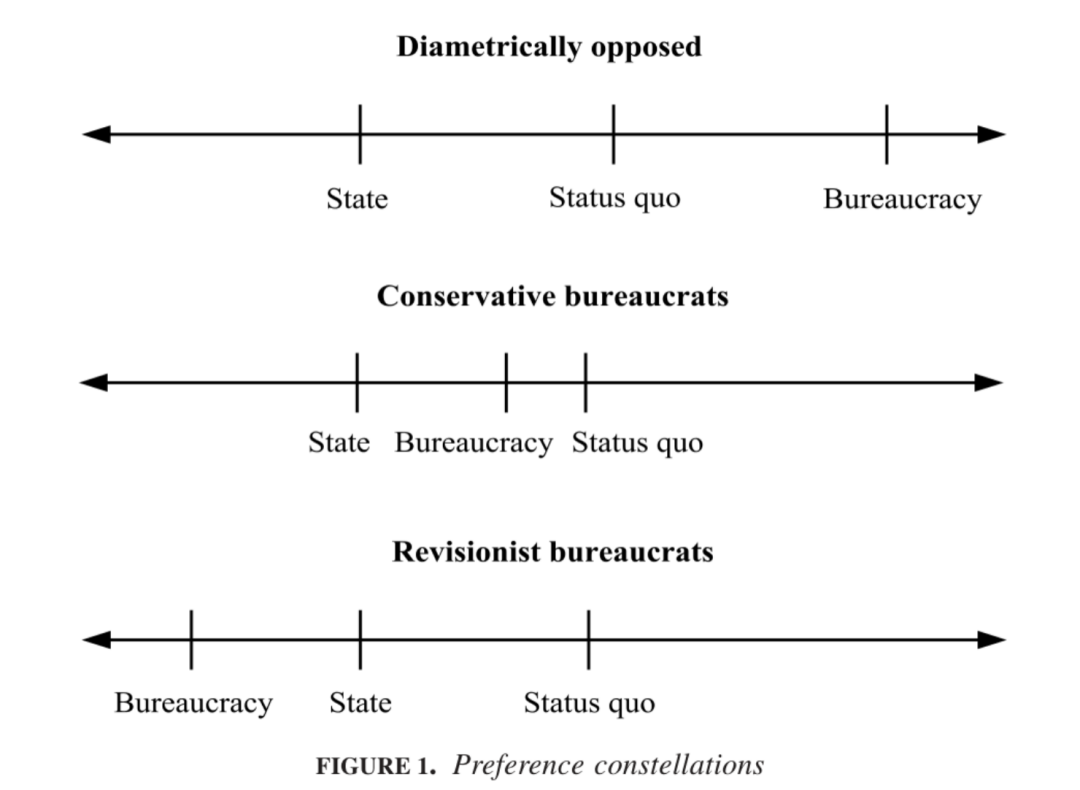 Diametrically opposed
State Status quo Bureaucracy
Conservative bureaucrats
State Bureaucracy Status quo
Revisionist bureaucrats
Bureaucracy State Status quo
FIGURE 1. Preference constellations